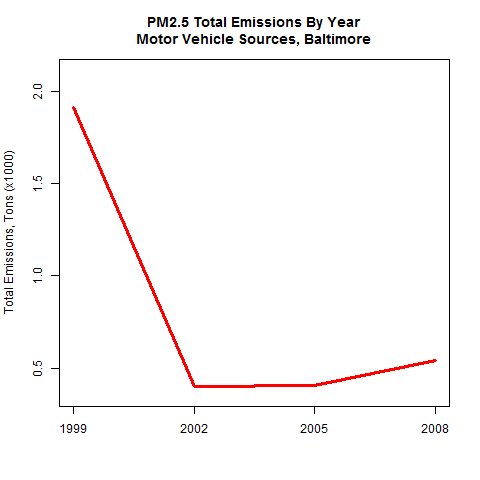 PM2.5 Total Emissions By Year
Motor Vehicle Sources, Baltimore
Total Emissions, Tons (x1000)
2.0
1.5
1.0
0.5
1999 2002 2005 2008